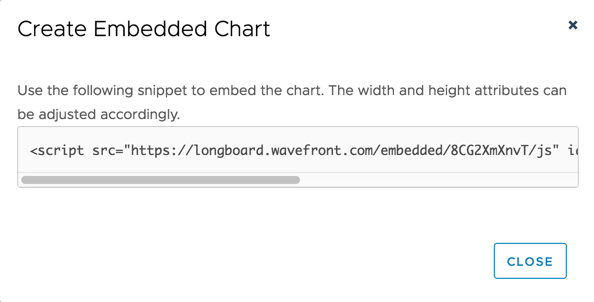 Create Embedded Chart
Use the following snippet to embed the chart. The width and height attributes can
be adjusted accordingly.
<script src="https://longboard.wavefront.com/embedded/8CG2XmXnvT/js" id
CLOSE